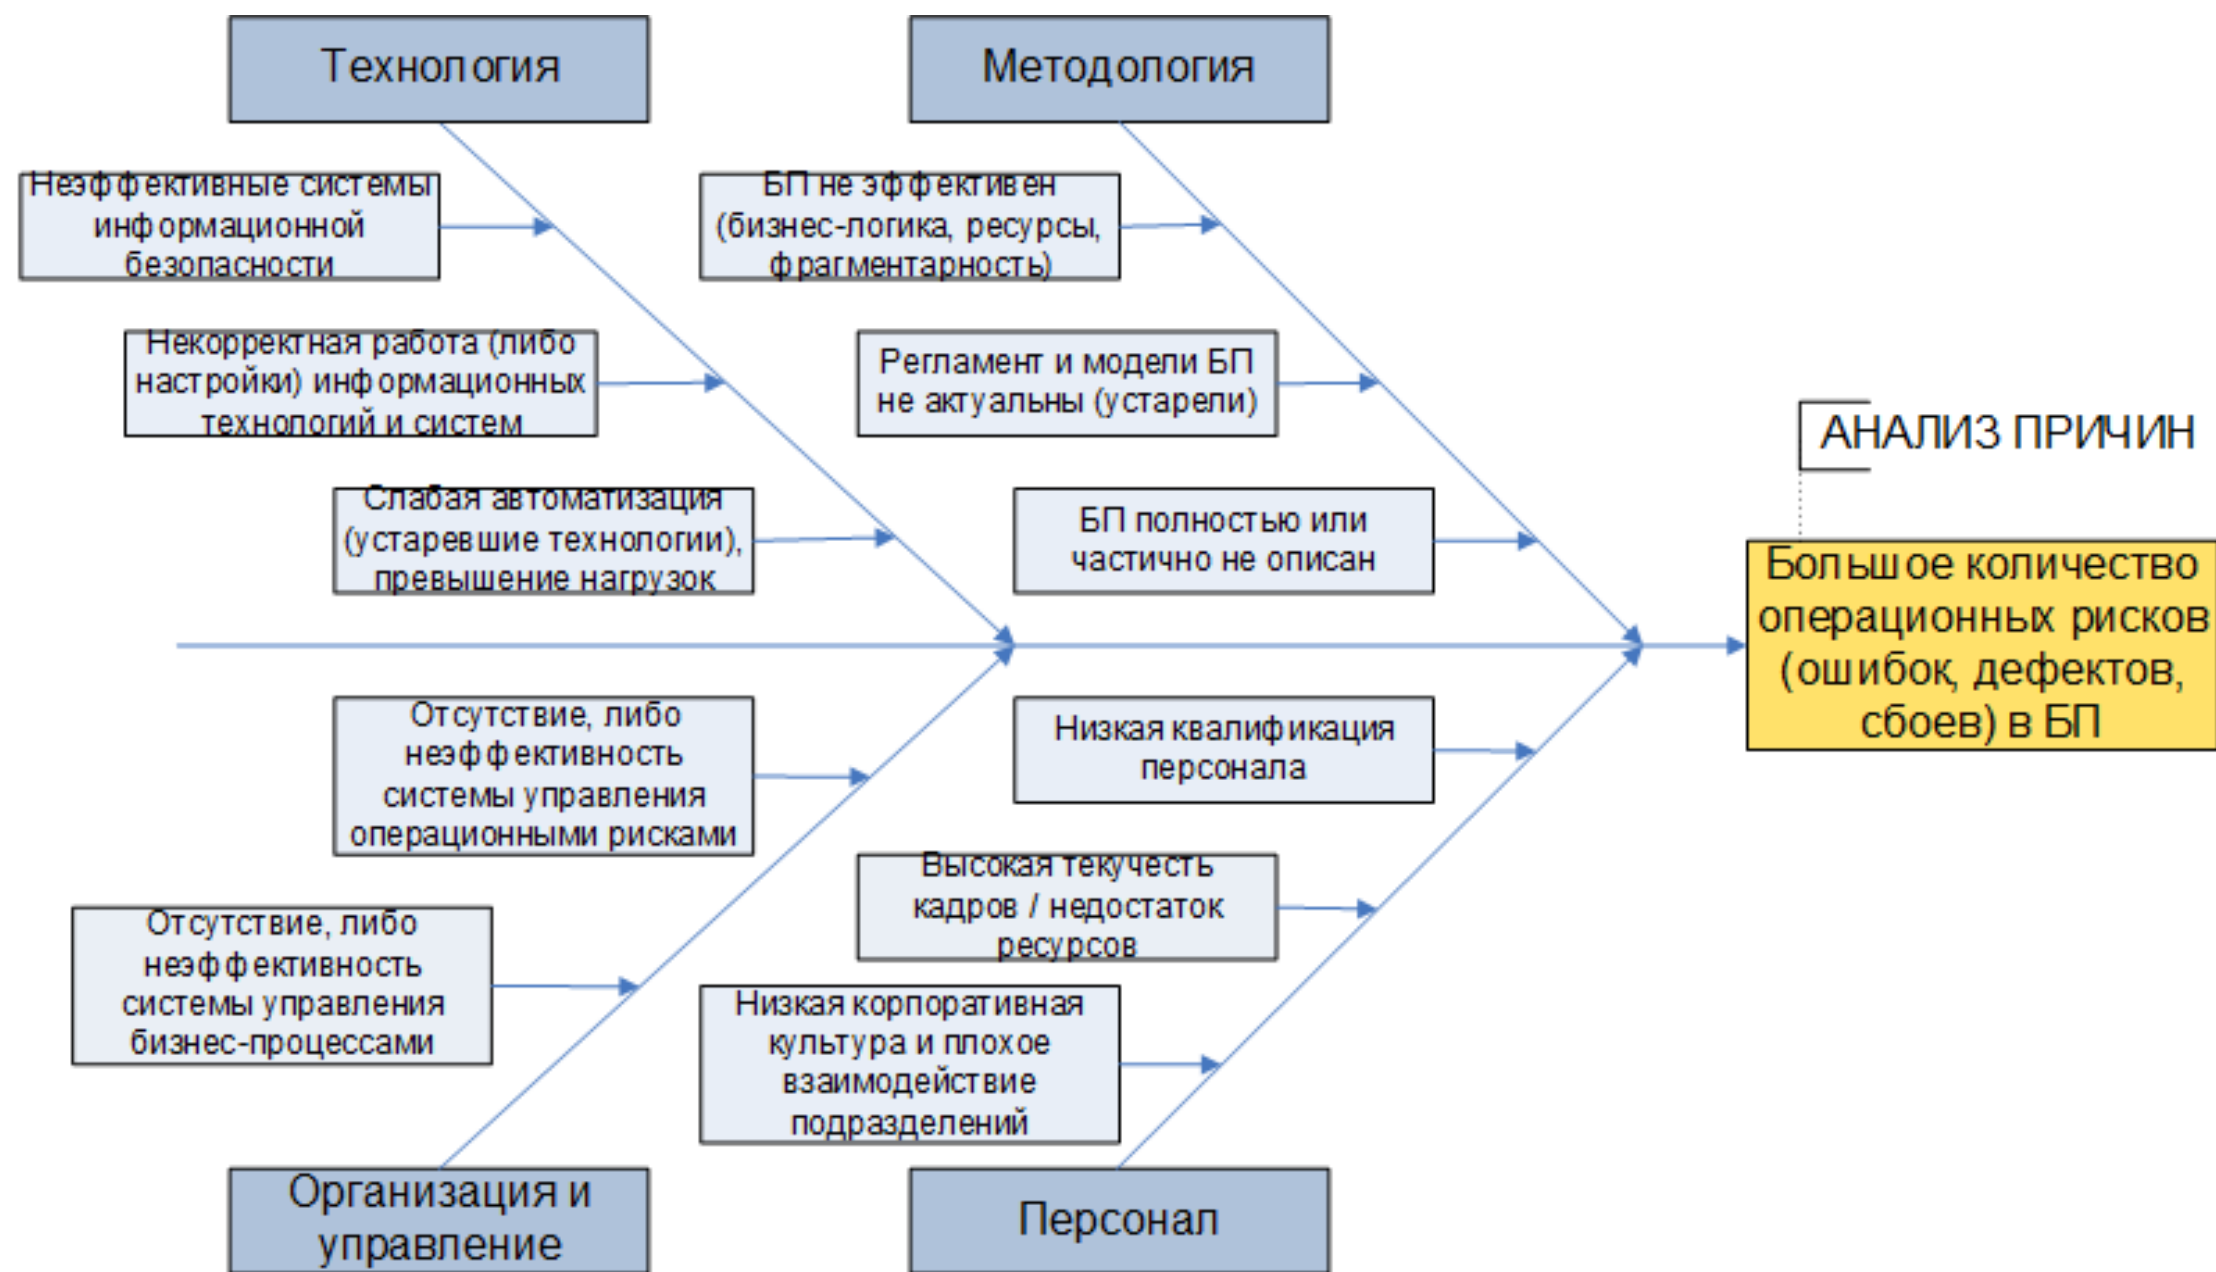 Технология
Методология
Неэффективные системы
информационной
безопасности
БП не эффективен
(бизнес-логика, ресурсы,
фрагментарность)
Некорректная работа (либо
настройки) информационных
технологий и систем
Регламент и модели БП
не актуальны (устарели)
АНАЛИЗ ПРИЧИН
Слабая автоматизация
(устаревшие технологии),
превышение нагрузок
БП полностью или
частично не описан
Большое количество
операционных рисков
(ошибок, дефектов,
сбоев) в БП
Отсутствие, либо
неэффективность
системы управления
операционными рисками
Низкая квалификация
персонала
Высокая текучесть
кадров / недостаток
ресурсов
Отсутствие, либо
неэффективность
системы управления
бизнес-процессами
Низкая корпоративная
культура и плохое
взаимодействие
подразделений
Организация и
управление
Персонал